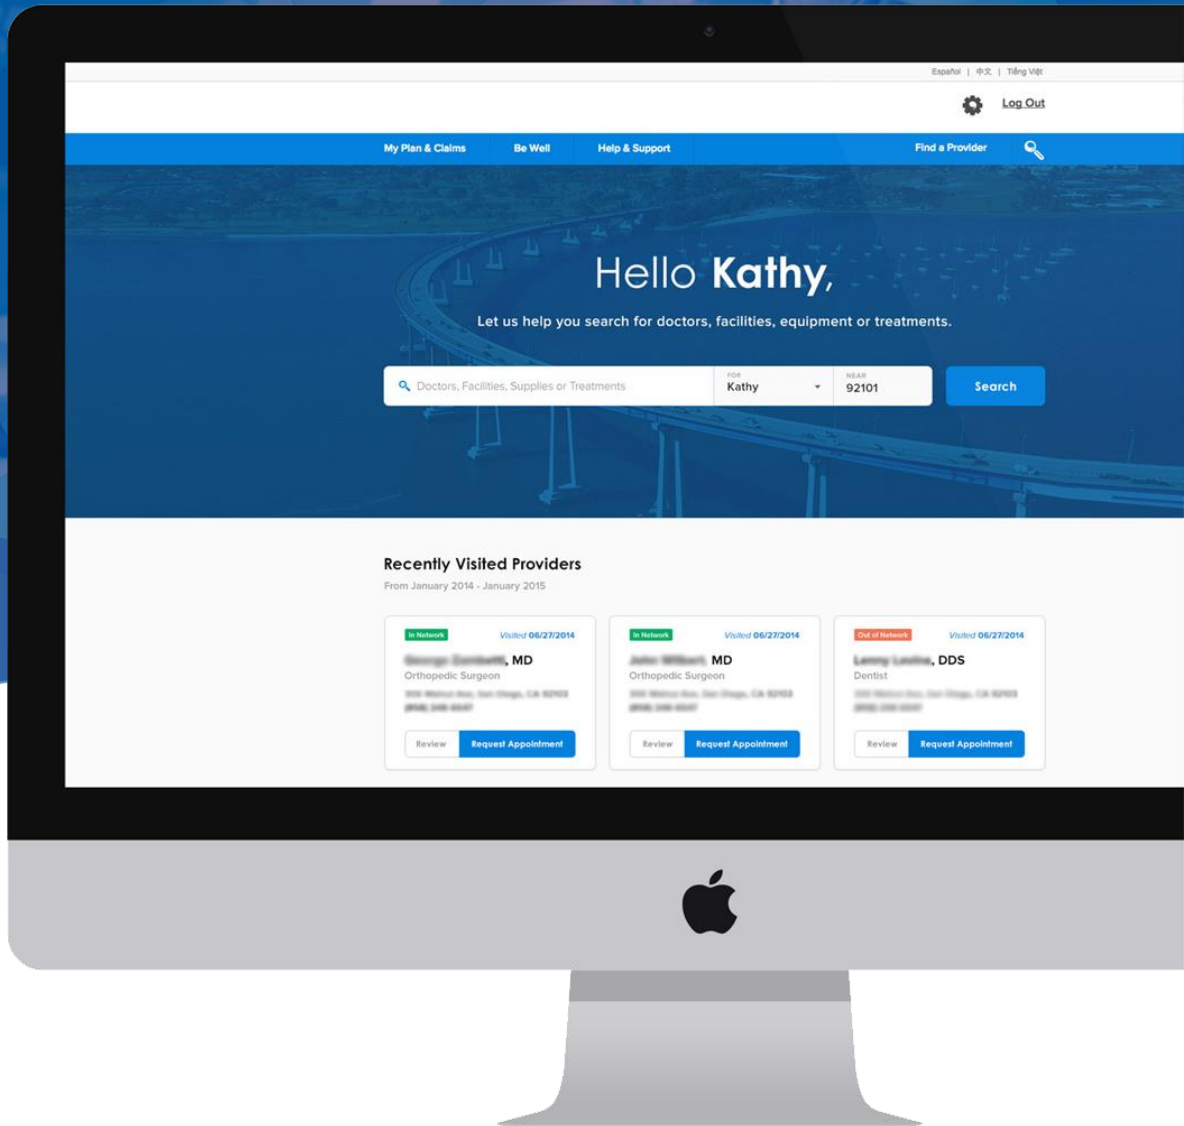 Español | 中文 | Tiếng Việt
Log Out
My Plan & Claims Be Well Help & Support Find a Provider
Hello Kathy,
Let us help you search for doctors, facilities, equipment or treatments.
Doctors, Facilities, Supplies or Treatments FOR Kathy NEAR 92101 Search
Recently Visited Providers
From January 2014 - January 2015
In Network Visited 06/27/2014
, MD
Orthopedic Surgeon
Review Request Appointment
In Network Visited 06/27/2014
MD
Orthopedic Surgeon
Review Request Appointment
Out of Network Visited 06/27/2014
, DDS
Dentist
Review Request Appointment